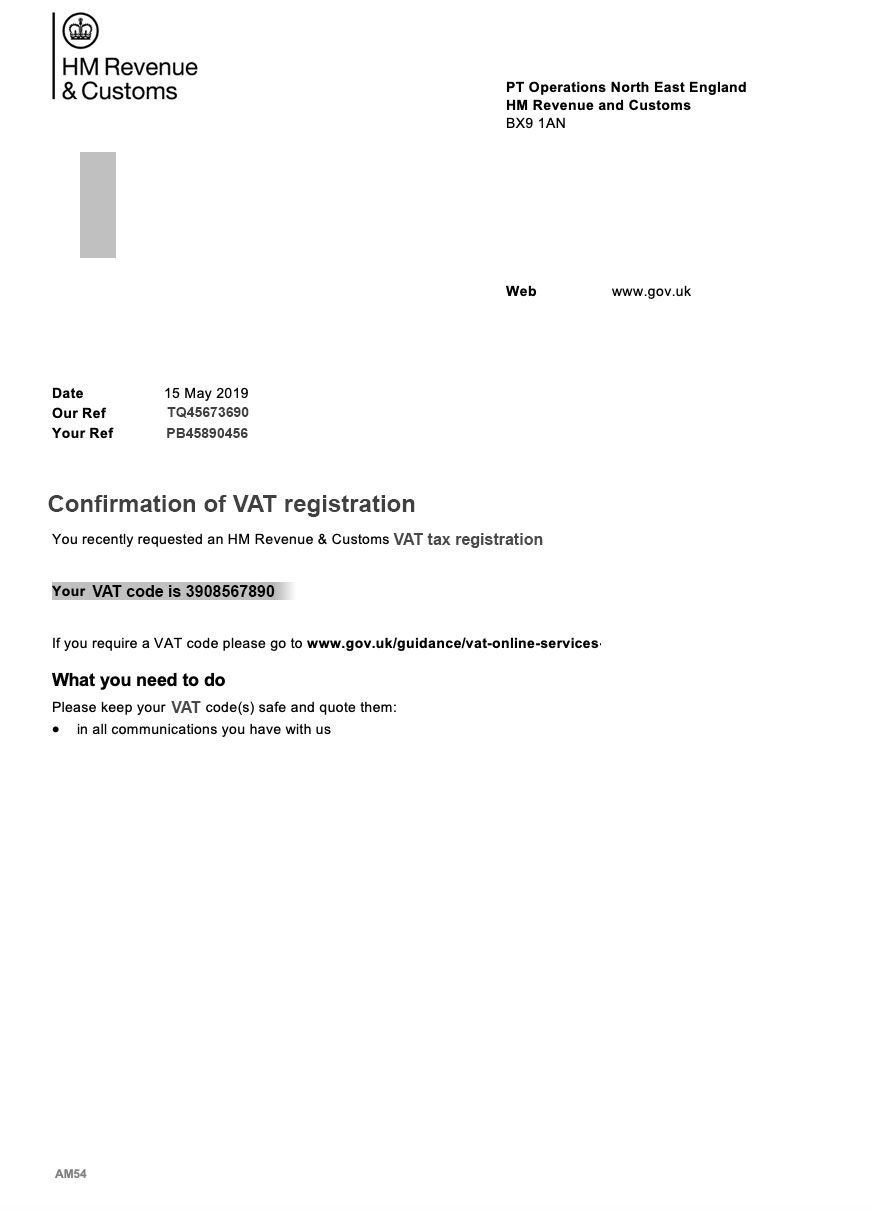 HM Revenue
& Customs
PT Operations North East England
HM Revenue and Customs
BX9 1AN
Web www.gov.uk
Date 15 May 2019
Our Ref TQ45673690
Your Ref PB45890456
Confirmation of VAT registration
You recently requested an HM Revenue & Customs VAT tax registration
Your VAT code is 3908567890
If you require a VAT code please go to www.gov.uk/guidance/vat-online-services.
What you need to do
Please keep your VAT code(s) safe and quote them:
• in all communications you have with us
AM54